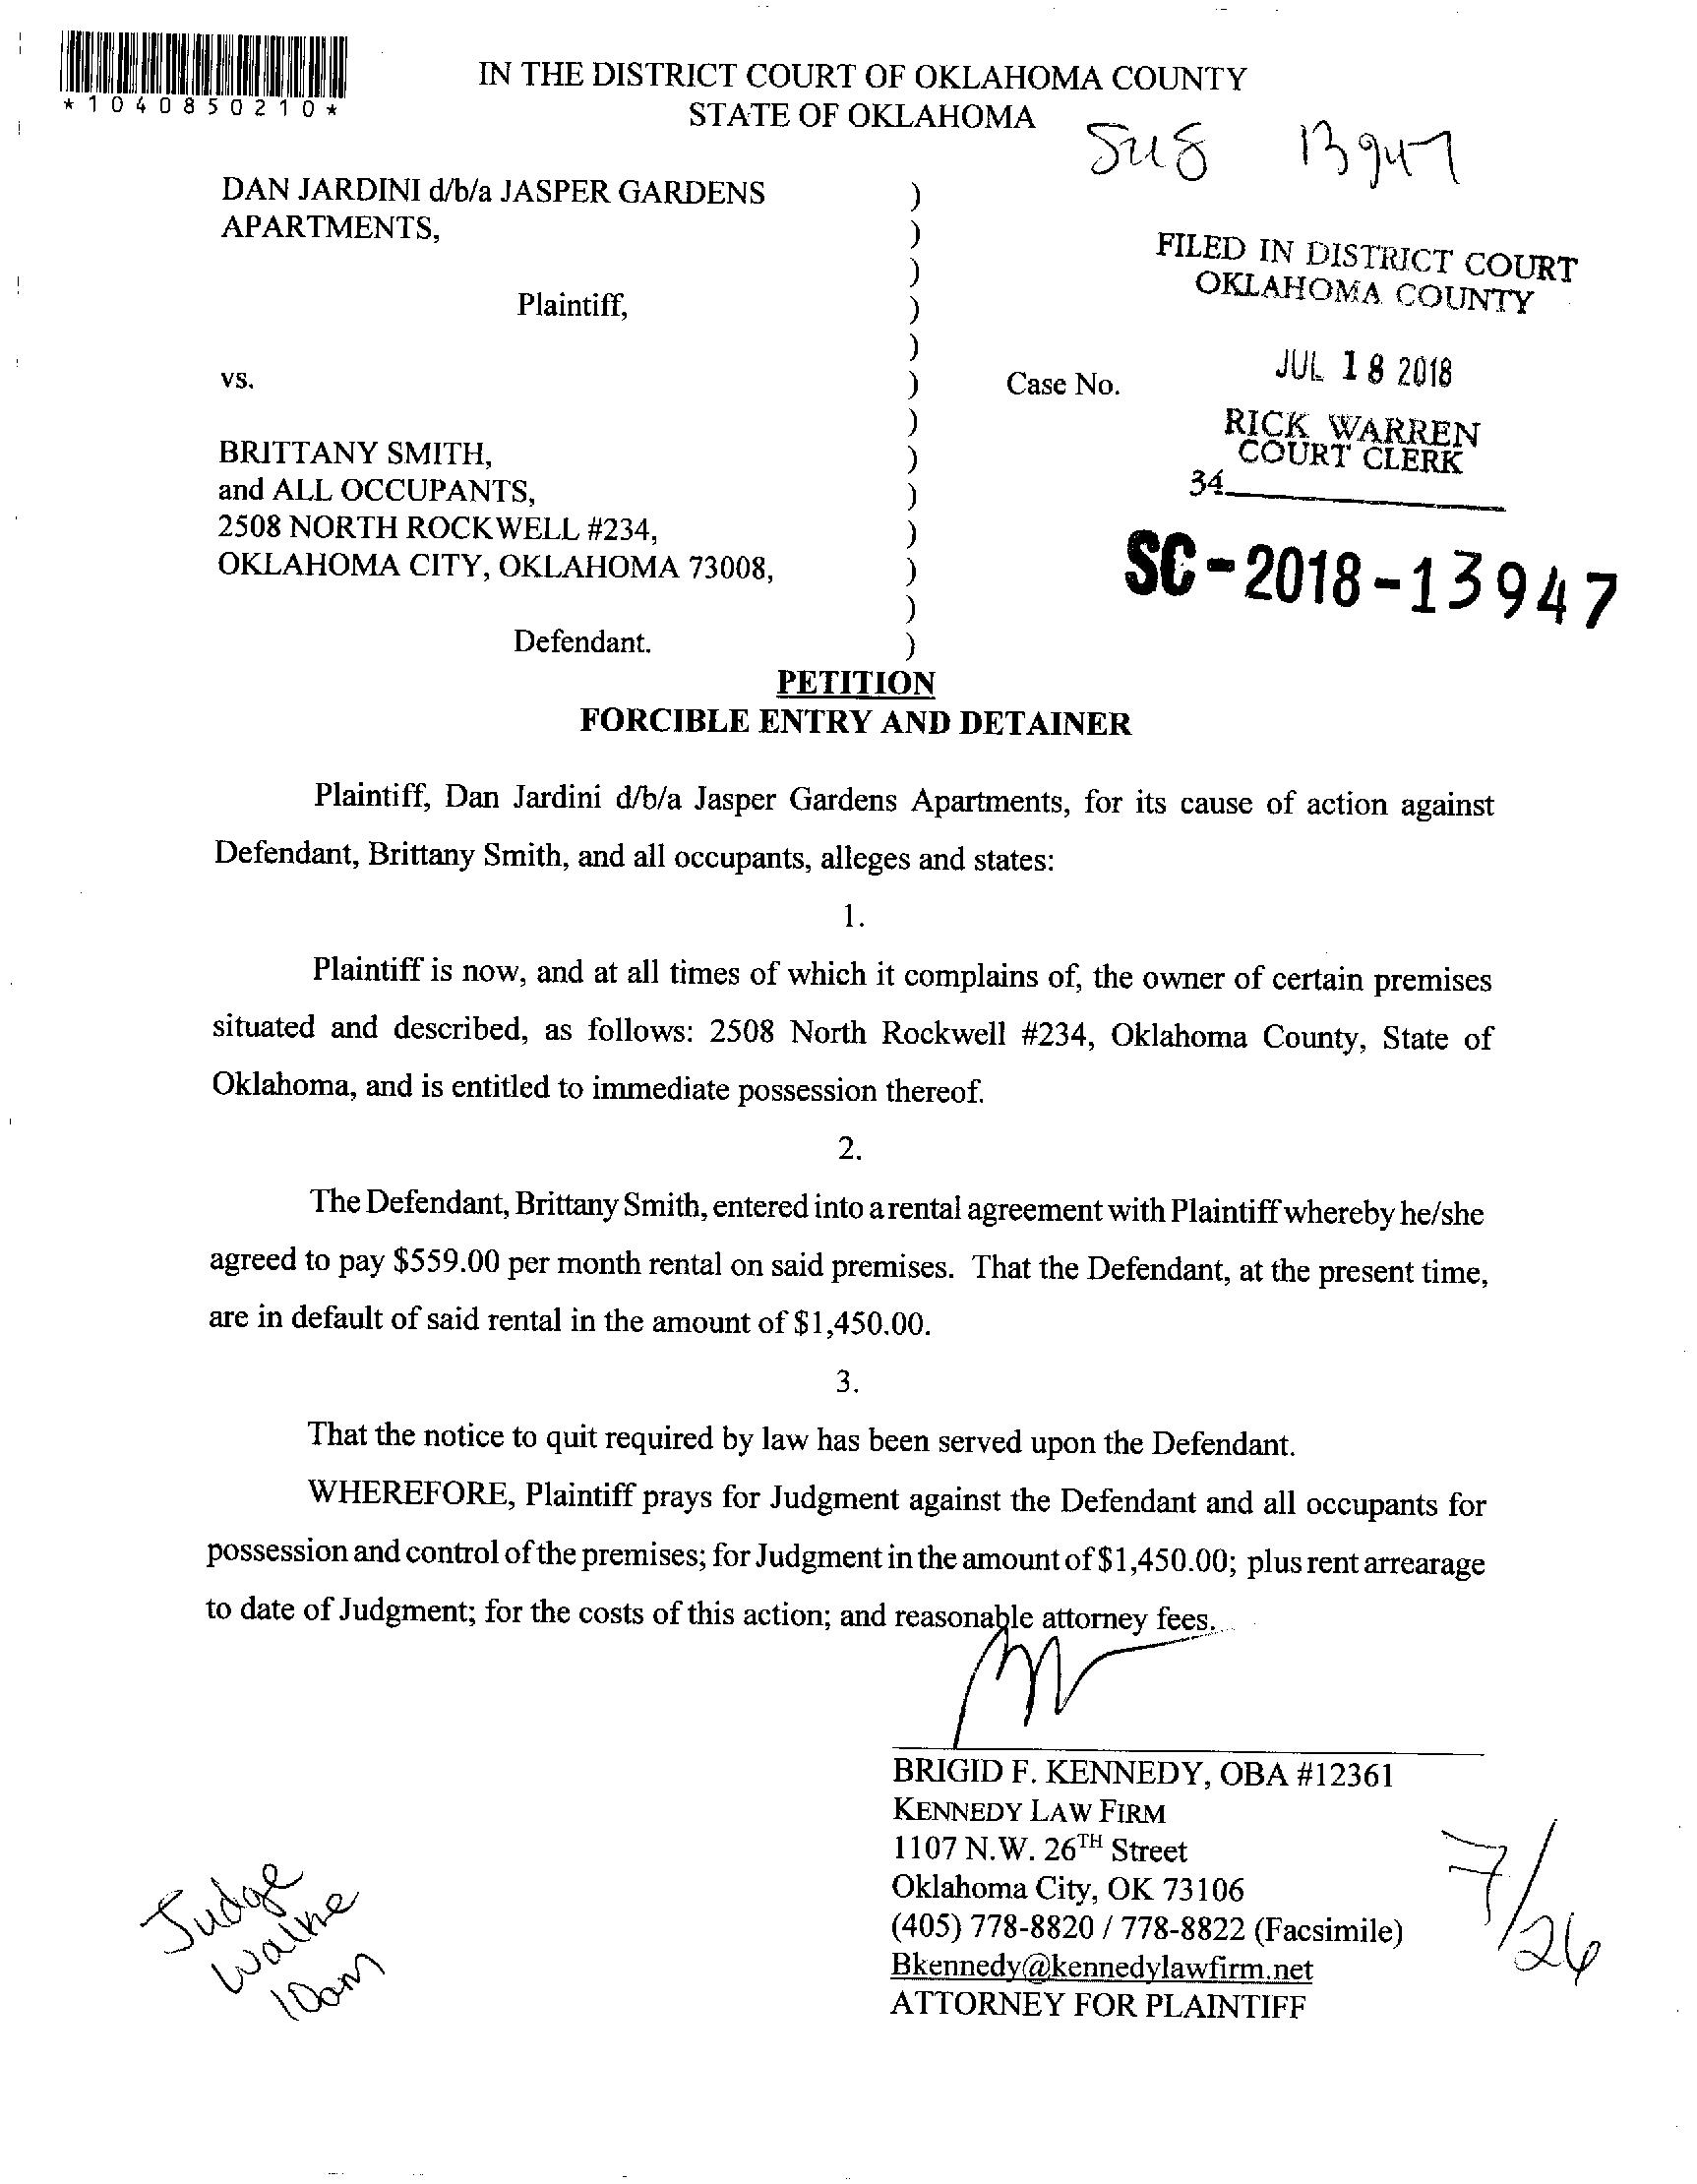 *1040850210*
IN THE DISTRICT COURT OF OKLAHOMA COUNTY
STATE OF OKLAHOMA
13947
DAN JARDINI d/b/a JASPER GARDENS )
APARTMENTS, )
)
Plaintiff, )
)
vs. ) Case No.
)
BRITTANY SMITH, )
and ALL OCCUPANTS, )
2508 NORTH ROCKWELL #234, )
OKLAHOMA CITY, OKLAHOMA 73008, )
)
Defendant. )
FILED IN DISTRICT COURT
OKLAHOMA COUNTY
JUL 18 2018
RICK WARREN
COURT CLERK
34
SC-2018-13947
PETITION
FORCIBLE ENTRY AND DETAINER
Plaintiff, Dan Jardini d/b/a Jasper Gardens Apartments, for its cause of action against
Defendant, Brittany Smith, and all occupants, alleges and states:
1.
Plaintiff is now, and at all times of which it complains of, the owner of certain premises
situated and described, as follows: 2508 North Rockwell #234, Oklahoma County, State of
Oklahoma, and is entitled to immediate possession thereof.
2.
The Defendant, Brittany Smith, entered into a rental agreement with Plaintiff whereby he/she
agreed to pay $559.00 per month rental on said premises. That the Defendant, at the present time,
are in default of said rental in the amount of $1,450.00.
3.
That the notice to quit required by law has been served upon the Defendant.
WHEREFORE, Plaintiff prays for Judgment against the Defendant and all occupants for
possession and control of the premises; for Judgment in the amount of $1,450.00; plus rent arrearage
to date of Judgment; for the costs of this action; and reasonable attorney fees.
BRIGID F. KENNEDY, OBA #12361
KENNEDY LAW FIRM
1107 N.W. 26TH Street
Oklahoma City, OK 73106
(405) 778-8820 / 778-8822 (Facsimile)
Bkennedy@kennedylawfirm.net
ATTORNEY FOR PLAINTIFF
Judge
Walke
10am
7/26